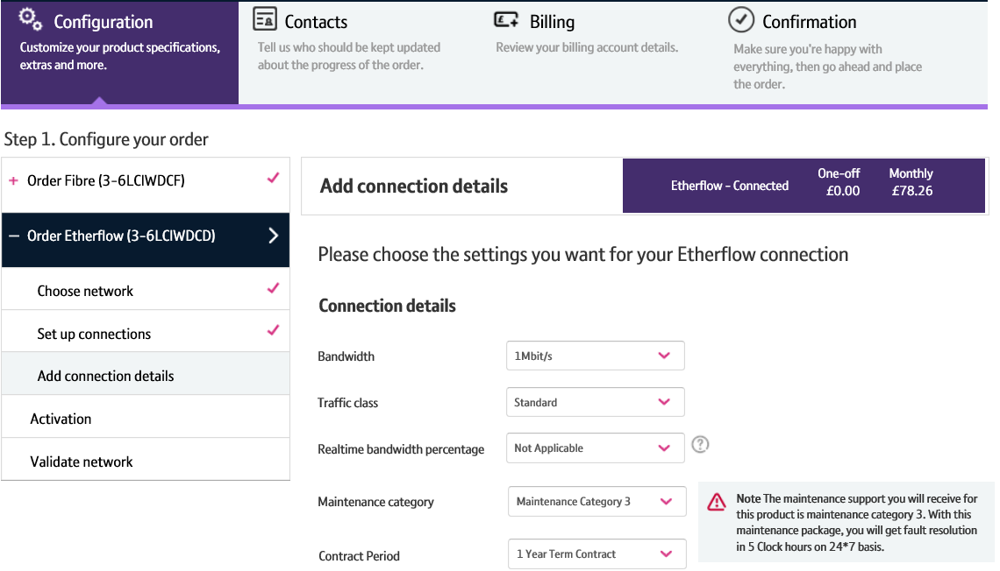 Configuration
Customize your product specifications,
extras and more.
Contacts
Tell us who should be kept updated
about the progress of the order.
Billing
Review your billing account details.
Confirmation
Make sure you're happy with
everything, then go ahead and place
the order.
Step 1. Configure your order
+ Order Fibre (3-6LCIWDCF)
– Order Etherflow (3-6LCIWDCD)
Choose network
Set up connections
Add connection details
Activation
Validate network
Add connection details
Etherflow - Connected
One-off
£0.00
Monthly
£78.26
Please choose the settings you want for your Etherflow connection
Connection details
Bandwidth
1Mbit/s
Traffic class
Standard
Realtime bandwidth percentage
Not Applicable
?
Maintenance category
Maintenance Category 3
Note The maintenance support you will receive for
this product is maintenance category 3. With this
maintenance package, you will get fault resolution
in 5 Clock hours on 24*7 basis.
Contract Period
1 Year Term Contract